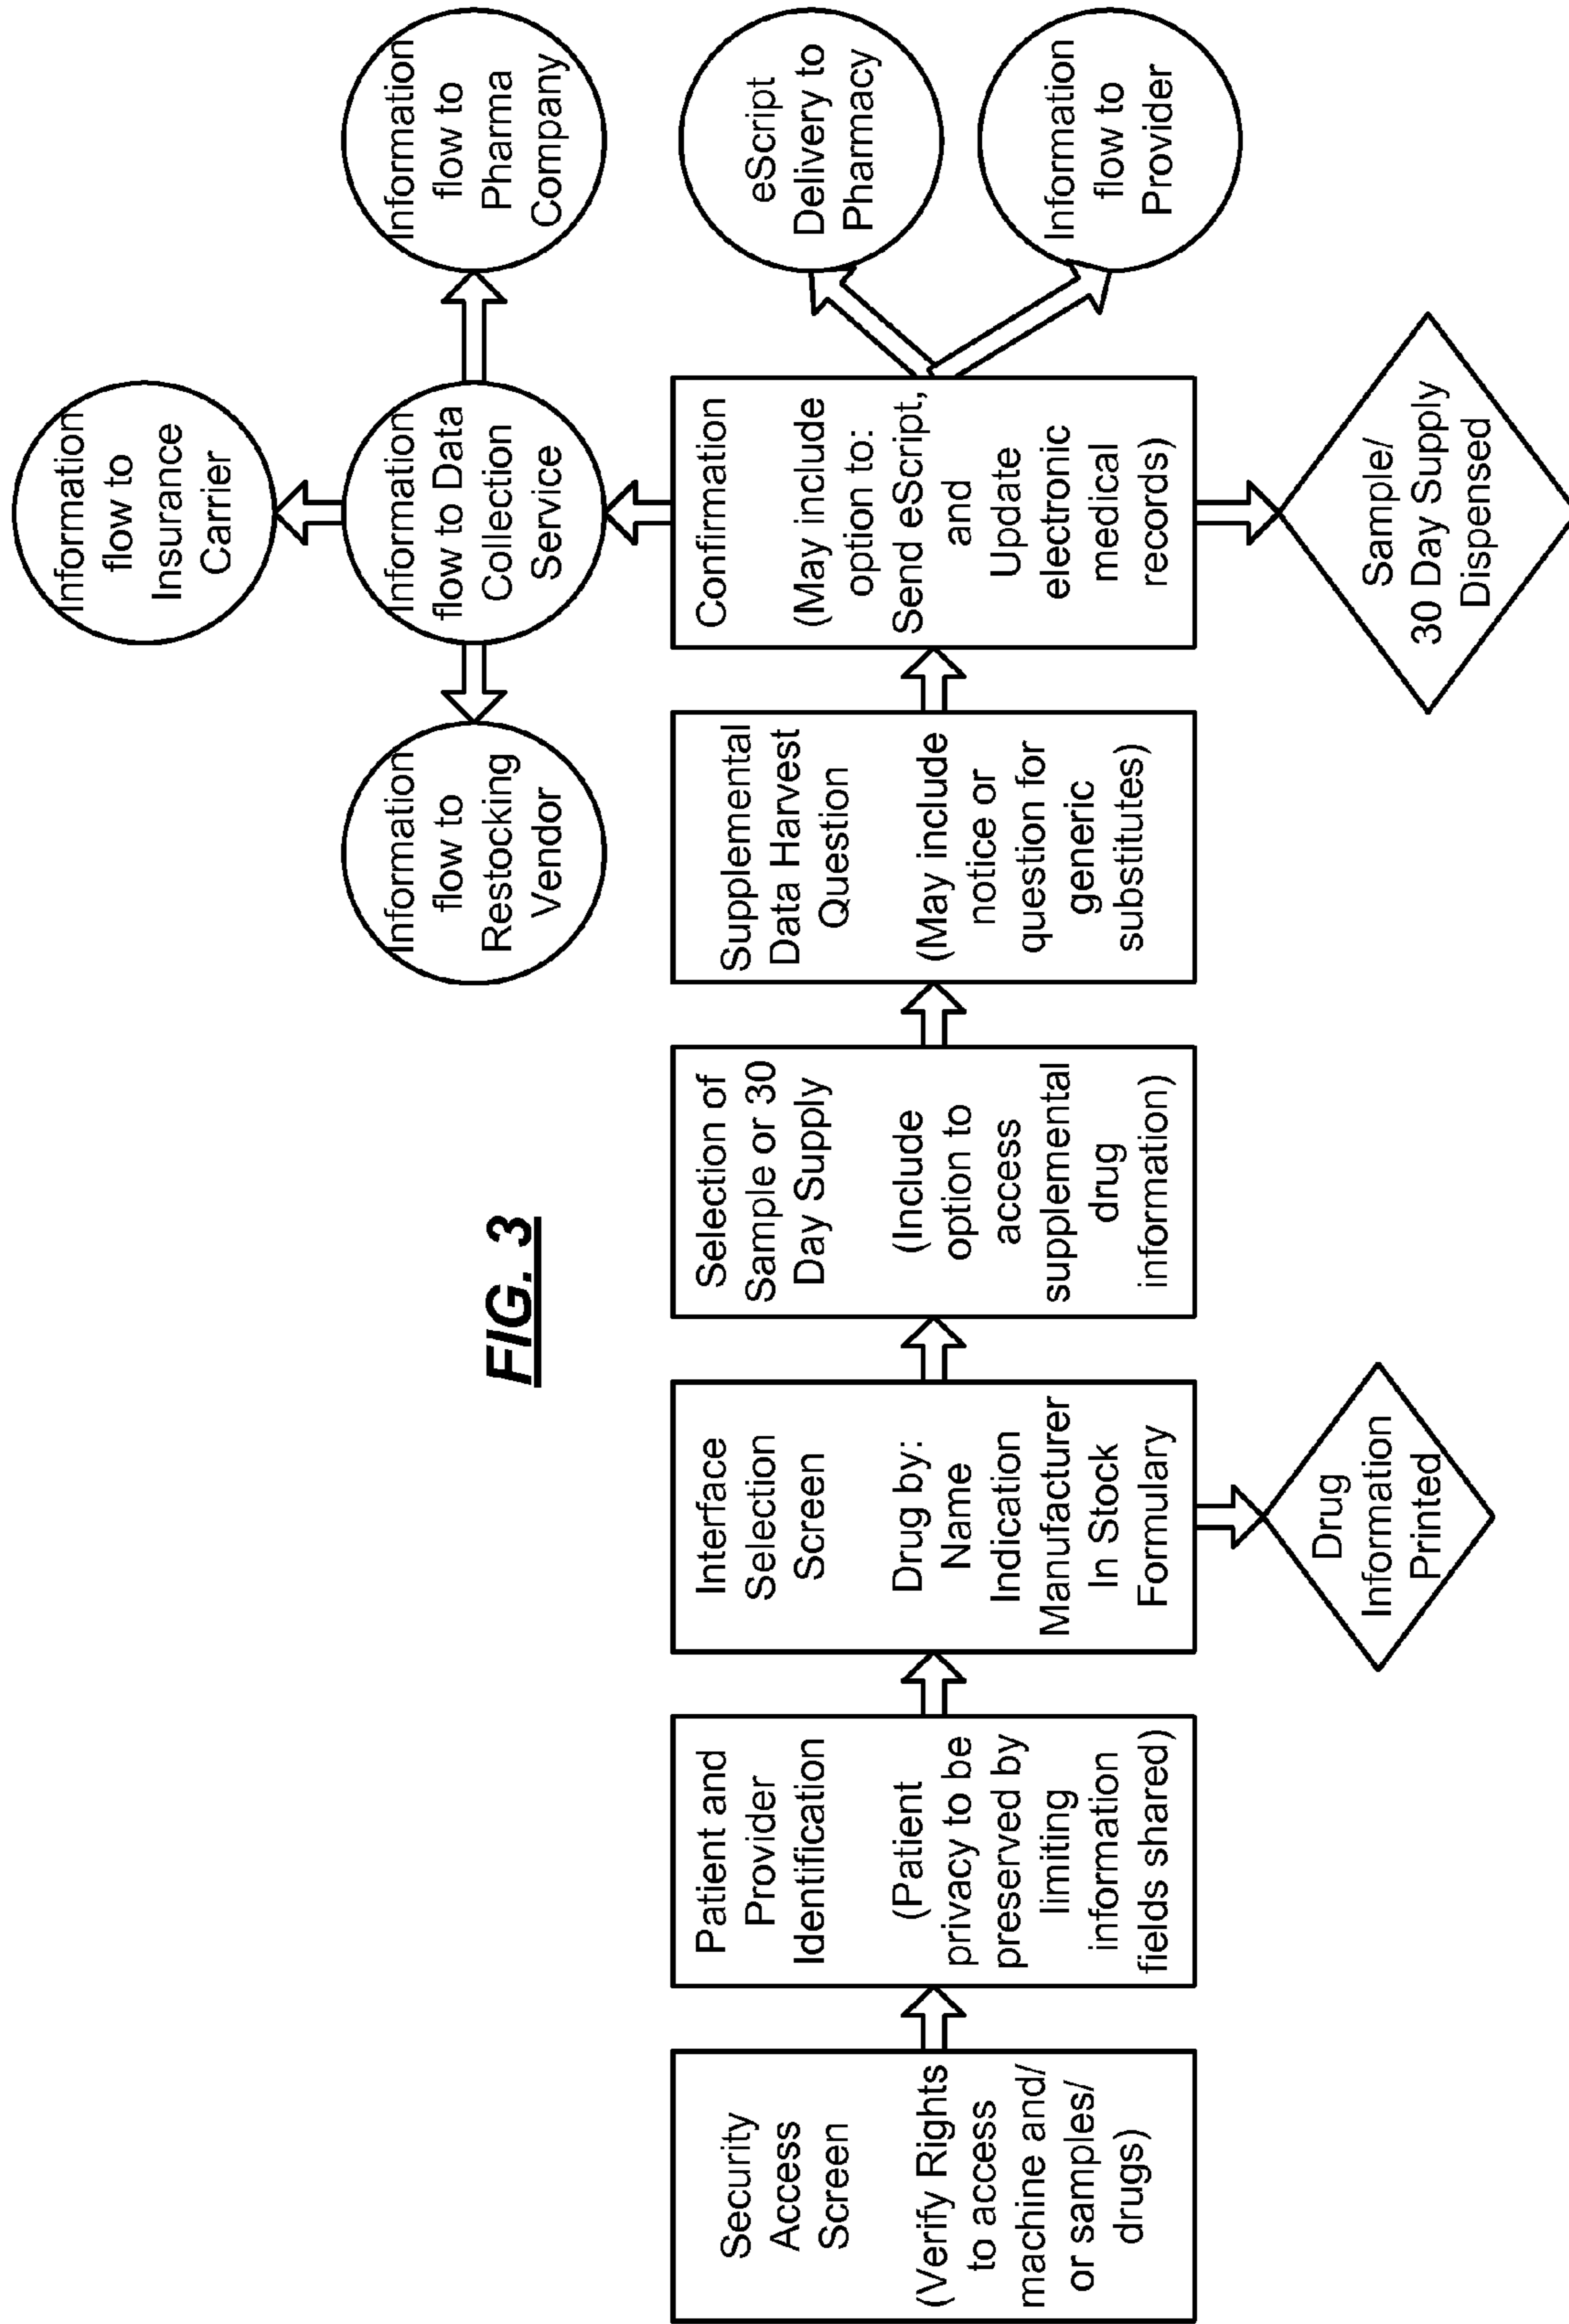 FIG. 3
Security
Access
Screen
(Verify Rights
to access
machine and/
or samples/
drugs)
Patient and
Provider
Identification
(Patient
privacy to be
preserved by
limiting
information
fields shared)
Interface
Selection
Screen
Drug by:
Name
Indication
Manufacturer
In Stock
Formulary
Drug
Information
Printed
Selection of
Sample or 30
Day Supply
(Include
option to
access
supplemental
drug
information)
Supplemental
Data Harvest
Question
(May include
notice or
question for
generic
substitutes)
Confirmation
(May include
option to:
Send eScript,
and
Update
electronic
medical
records)
Sample/
30 Day Supply
Dispensed
Information
flow to Data
Collection
Service
Information
flow to
Restocking
Vendor
Information
flow to
Insurance
Carrier
Information
flow to
Pharma
Company
eScript
Delivery to
Pharmacy
Information
flow to
Provider